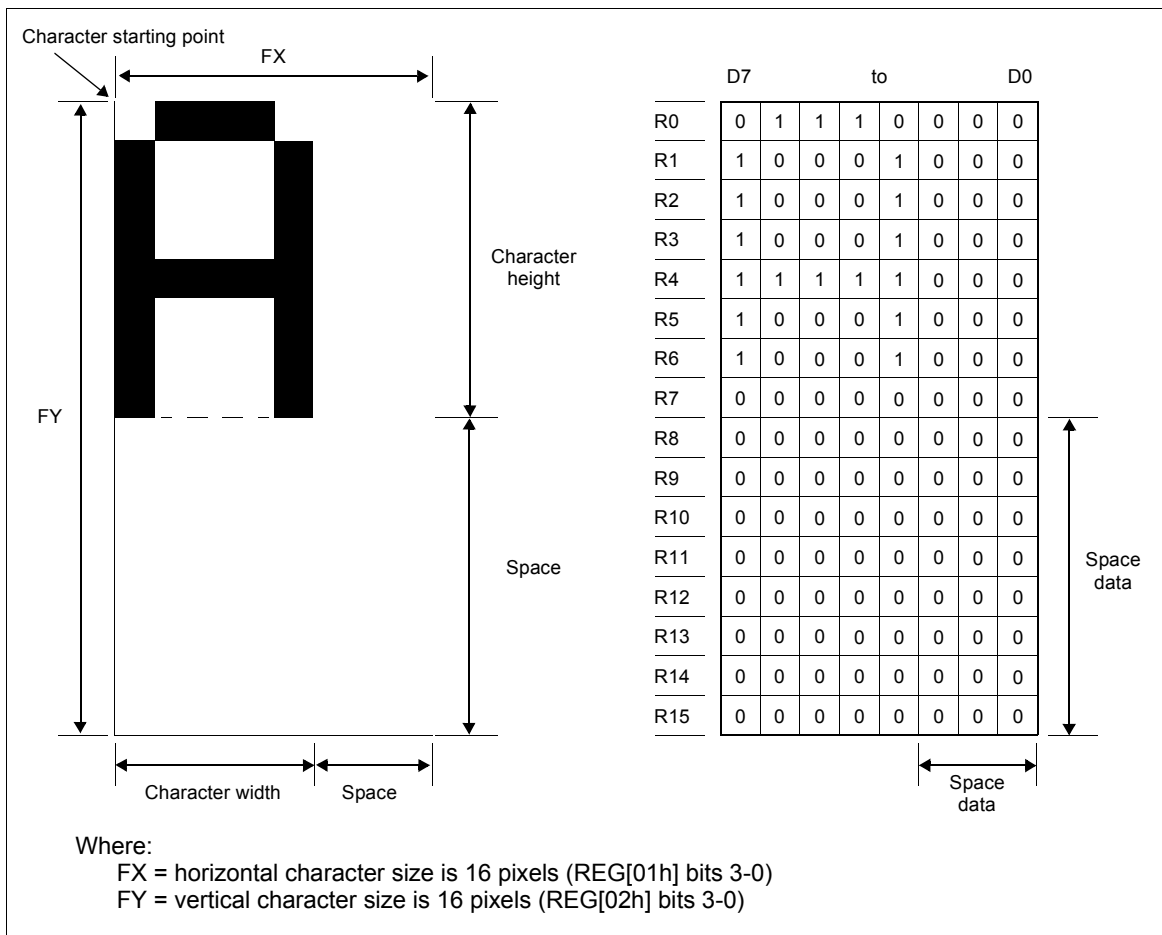 Character starting point
FX
FY
Character
height
Space
Character width
Space
D7 to D0
R0 0 1 1 1 0 0 0 0
R1 1 0 0 0 1 0 0 0
R2 1 0 0 0 1 0 0 0
R3 1 0 0 0 1 0 0 0
R4 1 1 1 1 1 0 0 0
R5 1 0 0 0 1 0 0 0
R6 1 0 0 0 1 0 0 0
R7 0 0 0 0 0 0 0 0
R8 0 0 0 0 0 0 0 0
R9 0 0 0 0 0 0 0 0
R10 0 0 0 0 0 0 0 0
R11 0 0 0 0 0 0 0 0
R12 0 0 0 0 0 0 0 0
R13 0 0 0 0 0 0 0 0
R14 0 0 0 0 0 0 0 0
R15 0 0 0 0 0 0 0 0
Space
data
Space
data
Where:
FX = horizontal character size is 16 pixels (REG[01h] bits 3-0)
FY = vertical character size is 16 pixels (REG[02h] bits 3-0)